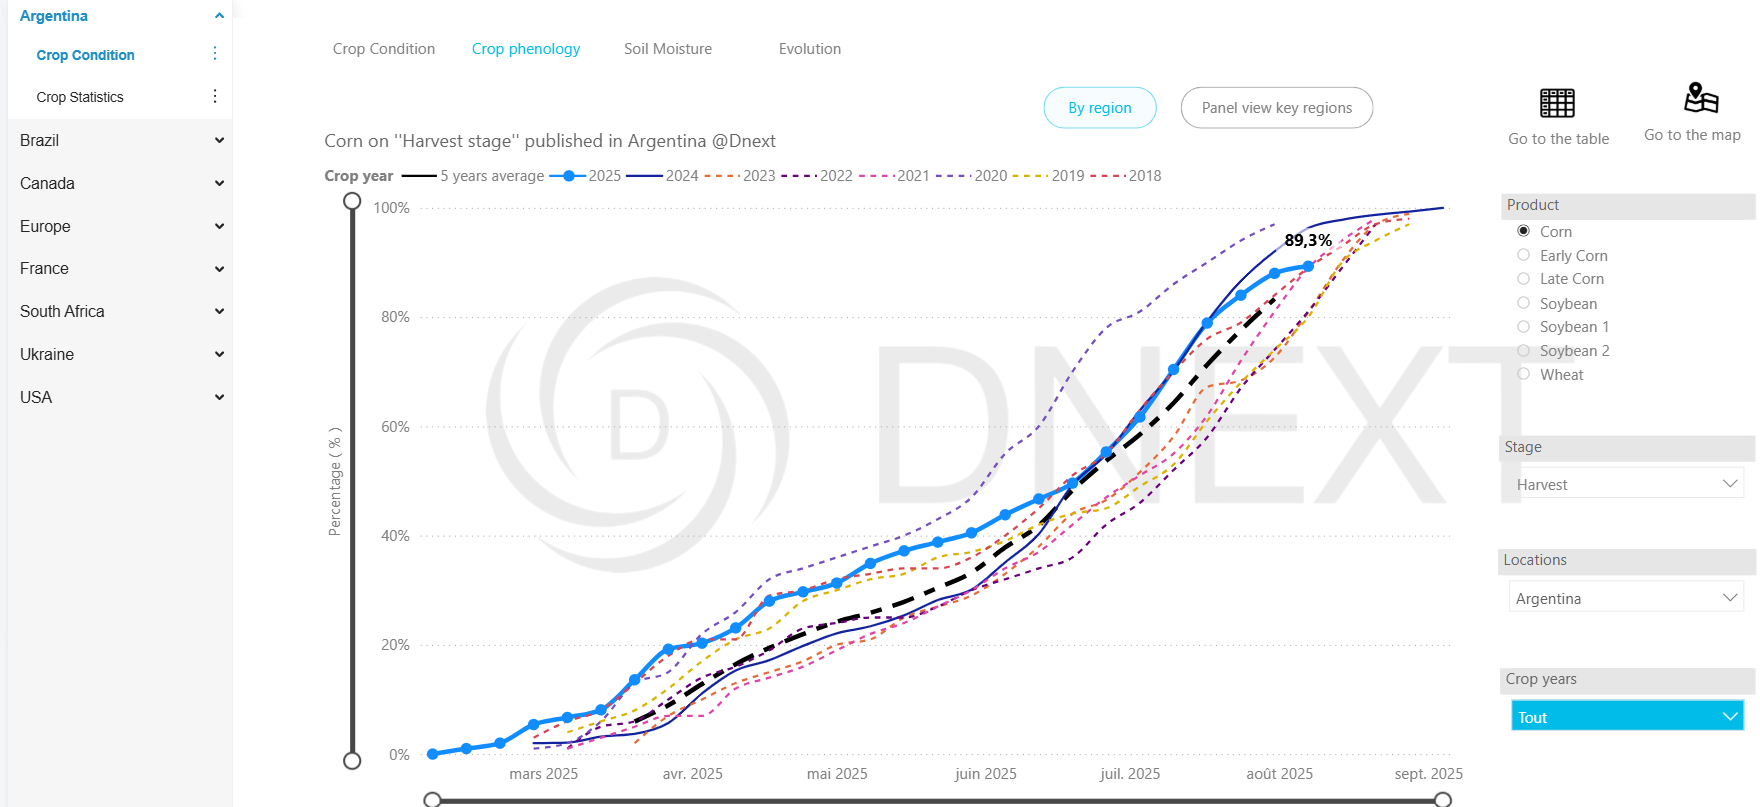 Argentina
Crop Condition
Crop Statistics
Brazil
Canada
Europe
France
South Africa
Ukraine
USA
Crop Condition Crop phenology Soil Moisture Evolution
By region Panel view key regions
Go to the table Go to the map
Corn on "Harvest stage" published in Argentina @Dnext
Crop year 5 years average 2025 2024 2023 2022 2021 2020 2019 2018
100%
80%
60%
40%
20%
0%
Percentage ( % )
89,3%
D DNEXT
mars 2025 avr. 2025 mai 2025 juin 2025 juil. 2025 août 2025 sept. 2025
Product
Corn
Early Corn
Late Corn
Soybean
Soybean 1
Soybean 2
Wheat
Stage
Harvest
Locations
Argentina
Crop years
Tout